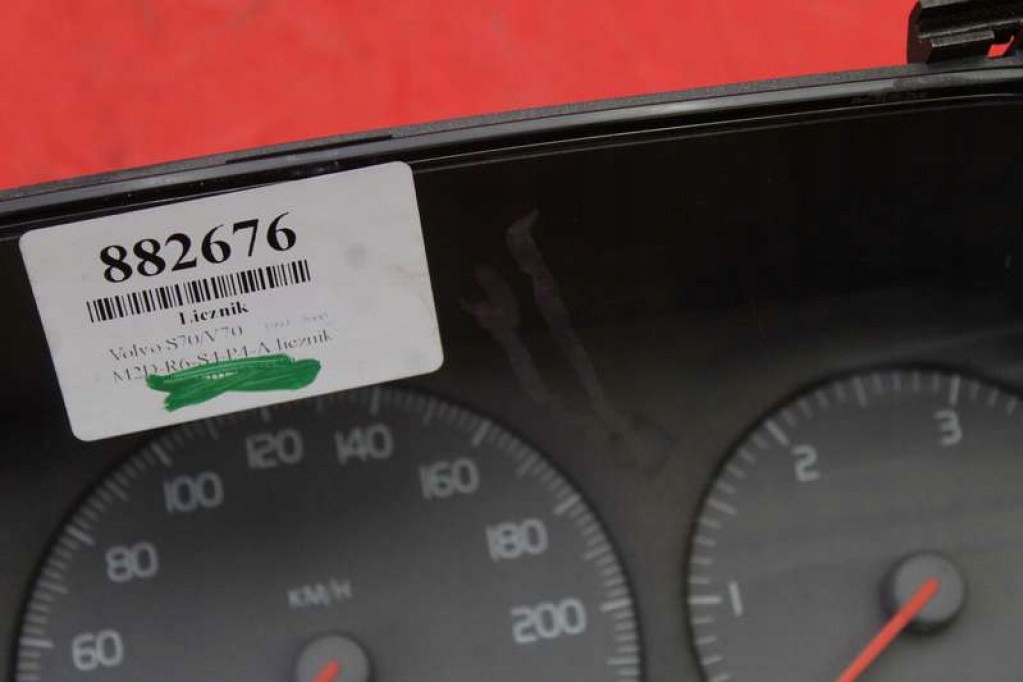 882676
Licznik
Volvo S70/V70
M2D-R6-S4-P4-A licznik
120 140
100 160
80 180
60 200
KM/H
1 2 3